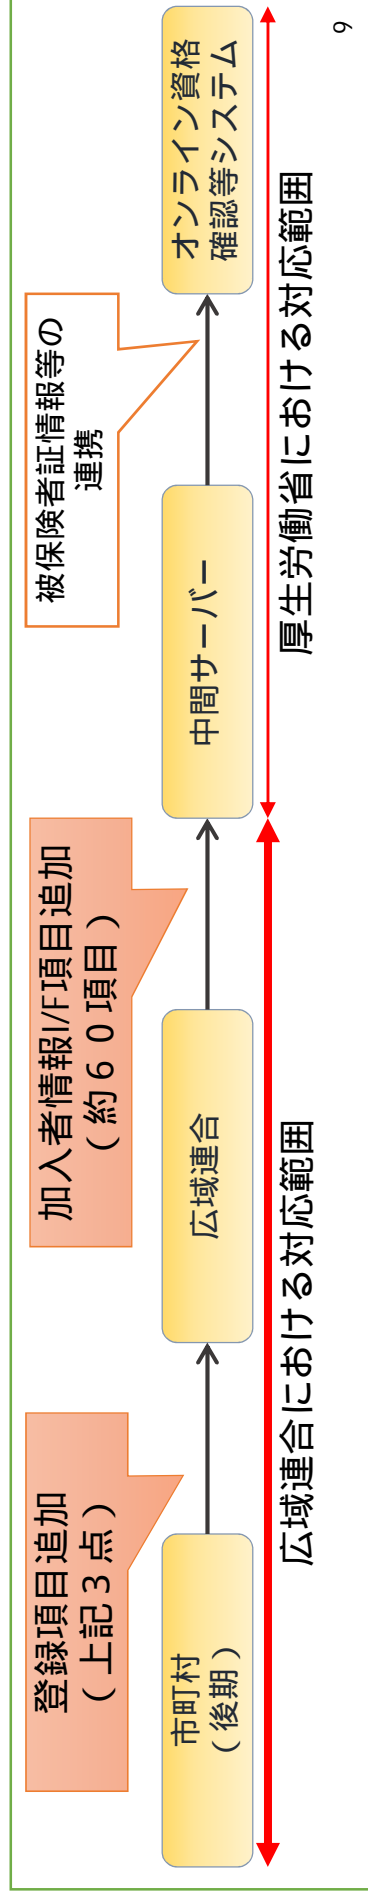 登録項目追加
（上記３点）
加入者情報I/F項目追加
（約６０項目）
被保険者証情報等の
連携
市町村
（後期）
広域連合
中間サーバー
オンライン資格
確認等システム
広域連合における対応範囲
厚生労働省における対応範囲
9